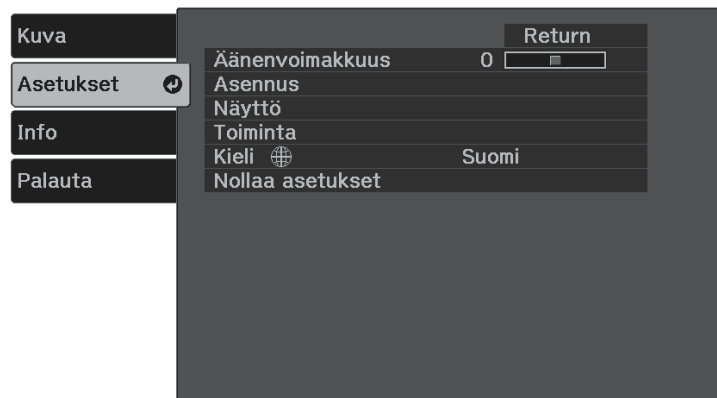 Kuva
Asetukset
Info
Palauta
Return
Äänenvoimakkuus 0
Asennus
Näyttö
Toiminta
Kieli Suomi
Nollaa asetukset